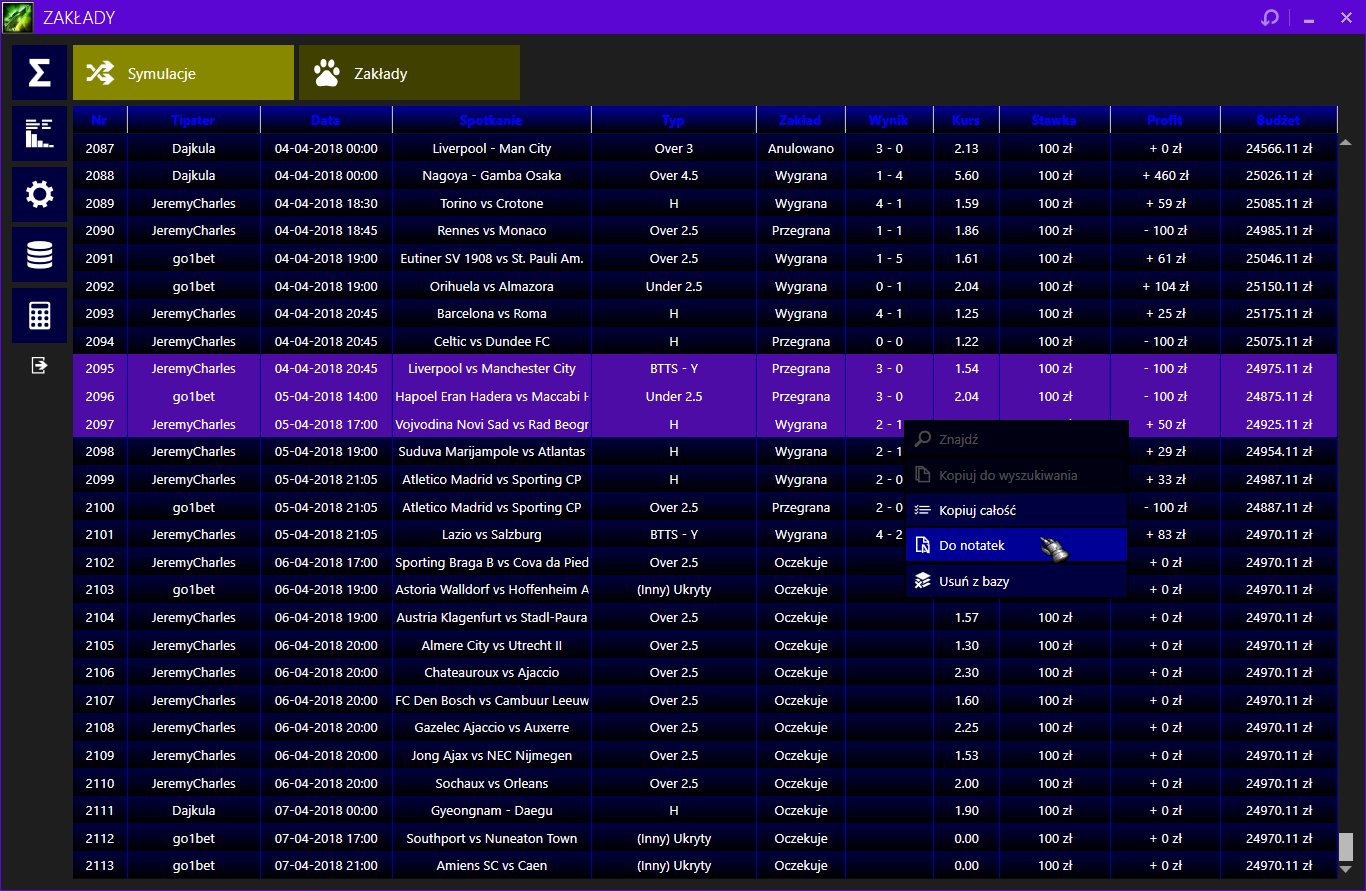 ZAKŁADY
Symulacje Zakłady
Nr Tipster Data Spotkanie Typ Zakład Wynik Kurs Stawka Profit Budżet
2087 Dajkula 04-04-2018 00:00 Liverpool - Man City Over 3 Anulowano 3 - 0 2.13 100 zł + 0 zł 24566.11 zł
2088 Dajkula 04-04-2018 00:00 Nagoya - Gamba Osaka Over 4.5 Wygrana 1 - 4 5.60 100 zł + 460 zł 25026.11 zł
2089 JeremyCharles 04-04-2018 18:30 Torino vs Crotone H Wygrana 4 - 1 1.59 100 zł + 59 zł 25085.11 zł
2090 JeremyCharles 04-04-2018 18:45 Rennes vs Monaco Over 2.5 Przegrana 1 - 1 1.86 100 zł - 100 zł 24985.11 zł
2091 go1bet 04-04-2018 19:00 Eutiner SV 1908 vs St. Pauli Am. Over 2.5 Wygrana 1 - 5 1.61 100 zł + 61 zł 25046.11 zł
2092 go1bet 04-04-2018 19:00 Orihuela vs Almazora Under 2.5 Wygrana 0 - 1 2.04 100 zł + 104 zł 25150.11 zł
2093 JeremyCharles 04-04-2018 20:45 Barcelona vs Roma H Wygrana 4 - 1 1.25 100 zł + 25 zł 25175.11 zł
2094 JeremyCharles 04-04-2018 20:45 Celtic vs Dundee FC H Przegrana 0 - 0 1.22 100 zł - 100 zł 25075.11 zł
2095 JeremyCharles 04-04-2018 20:45 Liverpool vs Manchester City BTTS - Y Przegrana 3 - 0 1.54 100 zł - 100 zł 24975.11 zł
2096 go1bet 05-04-2018 14:00 Hapoel Eran Hadera vs Maccabi H Under 2.5 Przegrana 3 - 0 2.04 100 zł - 100 zł 24875.11 zł
2097 JeremyCharles 05-04-2018 17:00 Vojvodina Novi Sad vs Rad Beogr H Wygrana 2 - 1 + 50 zł 24925.11 zł
2098 JeremyCharles 05-04-2018 19:00 Suduva Marijampole vs Atlantas H Wygrana 2 - 1 + 29 zł 24954.11 zł
2099 JeremyCharles 05-04-2018 21:05 Atletico Madrid vs Sporting CP H Wygrana 2 - 0 + 33 zł 24987.11 zł
2100 go1bet 05-04-2018 21:05 Atletico Madrid vs Sporting CP Over 2.5 Przegrana 2 - 0 - 100 zł 24887.11 zł
2101 JeremyCharles 05-04-2018 21:05 Lazio vs Salzburg BTTS - Y Wygrana 4 - 2 + 83 zł 24970.11 zł
2102 JeremyCharles 06-04-2018 17:00 Sporting Braga B vs Cova da Pied Over 2.5 Oczekuje + 0 zł 24970.11 zł
2103 go1bet 06-04-2018 19:00 Astoria Walldorf vs Hoffenheim A (Inny) Ukryty Oczekuje + 0 zł 24970.11 zł
2104 JeremyCharles 06-04-2018 19:00 Austria Klagenfurt vs Stadl-Paura Over 2.5 Oczekuje 1.57 100 zł + 0 zł 24970.11 zł
2105 JeremyCharles 06-04-2018 20:00 Almere City vs Utrecht II Over 2.5 Oczekuje 1.30 100 zł + 0 zł 24970.11 zł
2106 JeremyCharles 06-04-2018 20:00 Chateauroux vs Ajaccio Over 2.5 Oczekuje 2.30 100 zł + 0 zł 24970.11 zł
2107 JeremyCharles 06-04-2018 20:00 FC Den Bosch vs Cambuur Leeuw Over 2.5 Oczekuje 1.60 100 zł + 0 zł 24970.11 zł
2108 JeremyCharles 06-04-2018 20:00 Gazelec Ajaccio vs Auxerre Over 2.5 Oczekuje 2.25 100 zł + 0 zł 24970.11 zł
2109 JeremyCharles 06-04-2018 20:00 Jong Ajax vs NEC Nijmegen Over 2.5 Oczekuje 1.53 100 zł + 0 zł 24970.11 zł
2110 JeremyCharles 06-04-2018 20:00 Sochaux vs Orleans Over 2.5 Oczekuje 2.00 100 zł + 0 zł 24970.11 zł
2111 Dajkula 07-04-2018 00:00 Gyeongnam - Daegu H Oczekuje 1.90 100 zł + 0 zł 24970.11 zł
2112 go1bet 07-04-2018 17:00 Southport vs Nuneaton Town (Inny) Ukryty Oczekuje 0.00 100 zł + 0 zł 24970.11 zł
2113 go1bet 07-04-2018 21:00 Amiens SC vs Caen (Inny) Ukryty Oczekuje 0.00 100 zł + 0 zł 24970.11 zł
Znajdź
Kopiuj do wyszukiwania
Kopiuj całość
Do notatek
Usuń z bazy